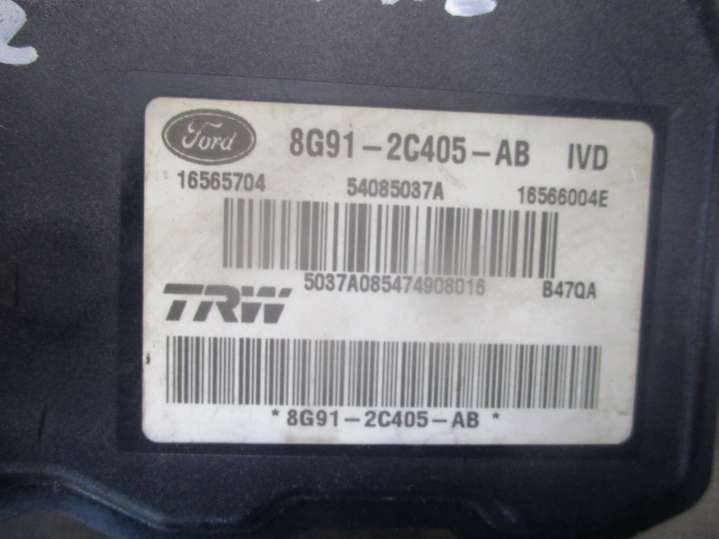 Ford 8G91-2C405-AB IVD
16565704 54085037A 16566004E
5037A085474908016 B47QA
TRW
*8G91-2C405-AB*